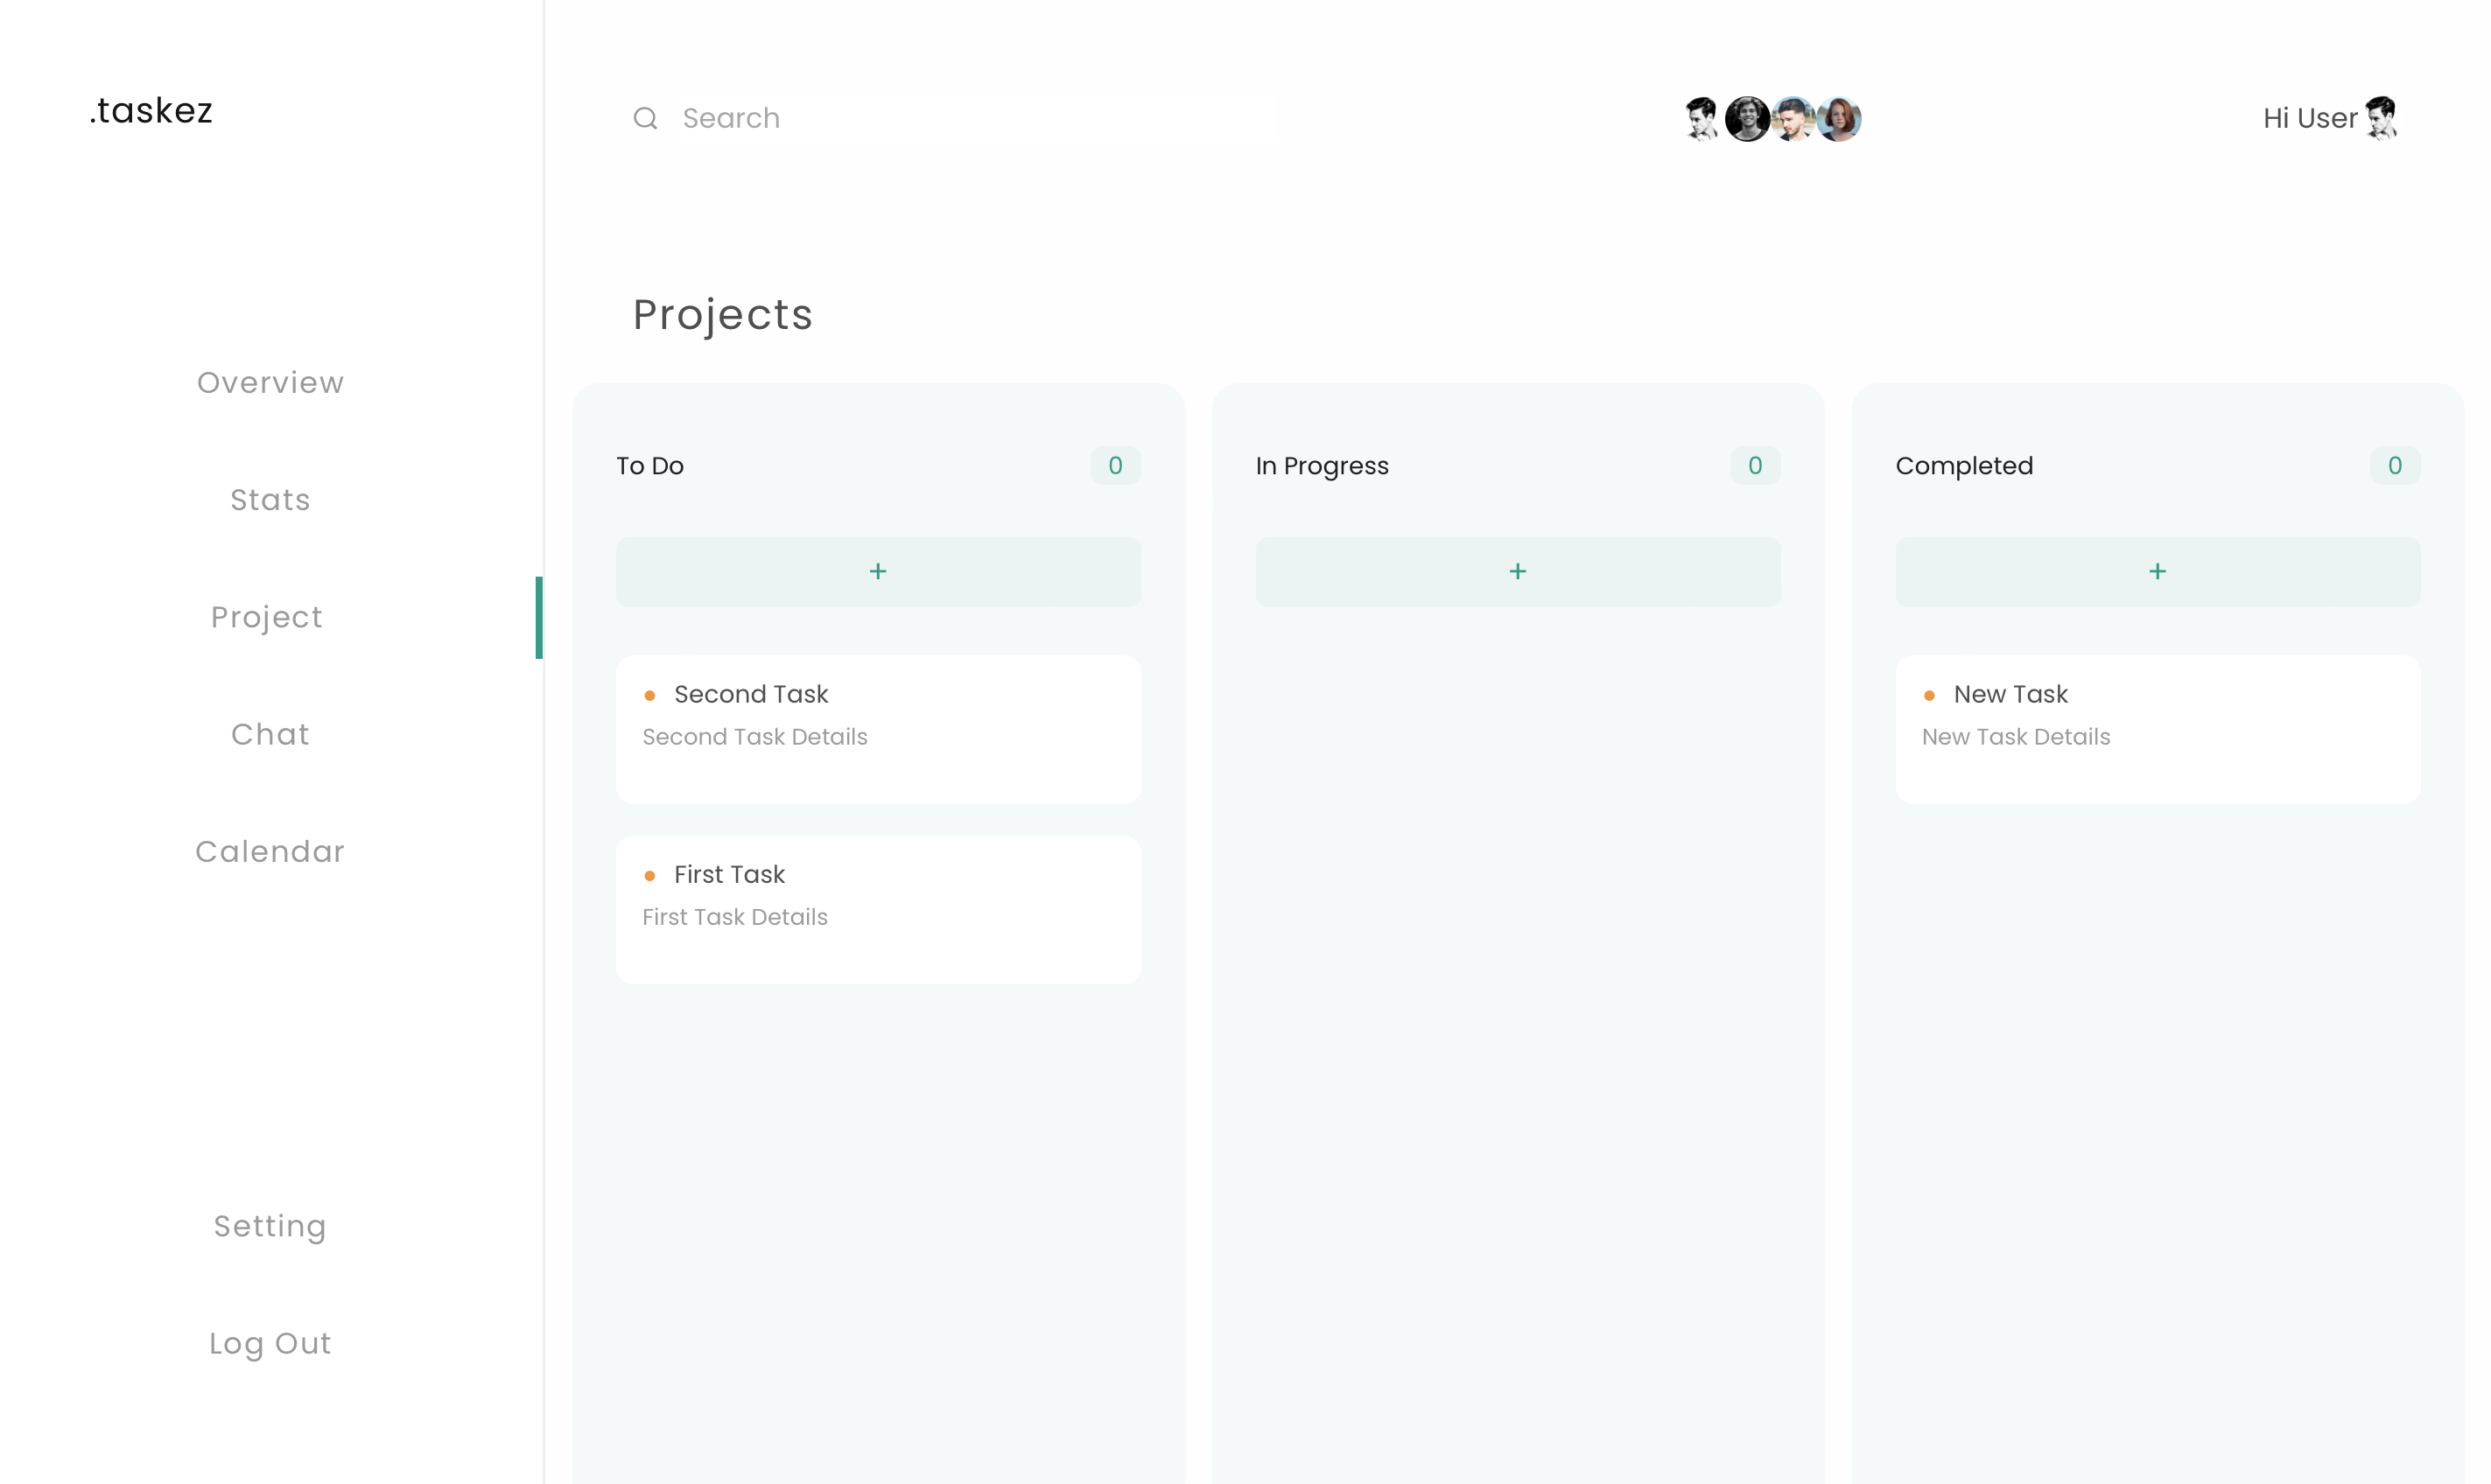 .taskez
Search
Hi User
Overview
Stats
Project
Chat
Calendar
Setting
Log Out
Projects
To Do
0
+
Second Task
Second Task Details
First Task
First Task Details
In Progress
0
+
Completed
0
+
New Task
New Task Details